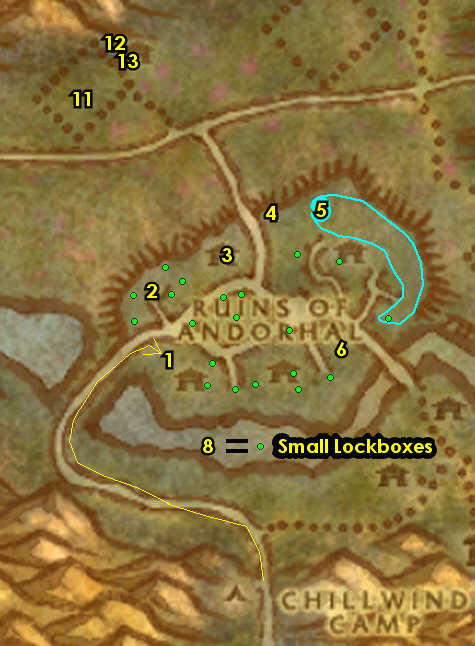 12
13
11
5
4
3
2
RUINS OF
ANDORHAL
6
1
8 = Small Lockboxes
CHILLWIND
CAMP